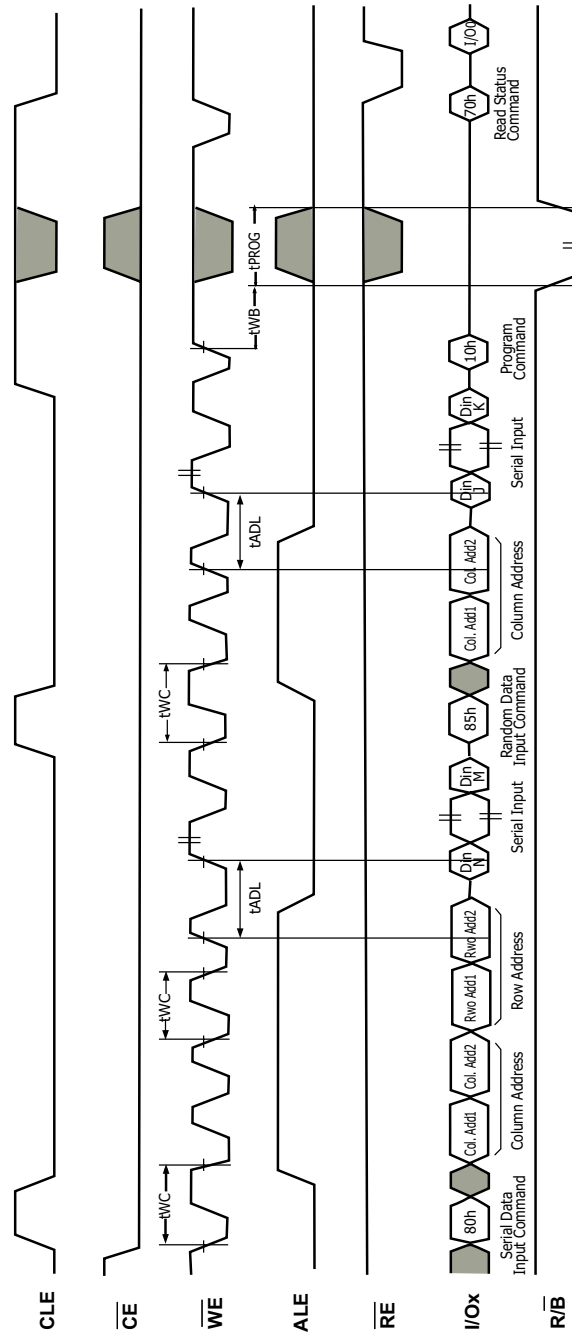 CLE
CE
WE
tWC
tWC
tADL
tWC
tADL
tWB
tPROG
ALE
RE
I/Ox
80h
Col. Add1
Col. Add2
Rwo Add1
Rwo Add2
Din
N
Din
M
85h
Col. Add1
Col. Add2
Din
J
Din
K
10h
70h
I/O0
Serial Data
Input Command
Column Address
Row Address
Serial Input
Random Data
Input Command
Column Address
Serial Input
Program
Command
Read Status
Command
R/B